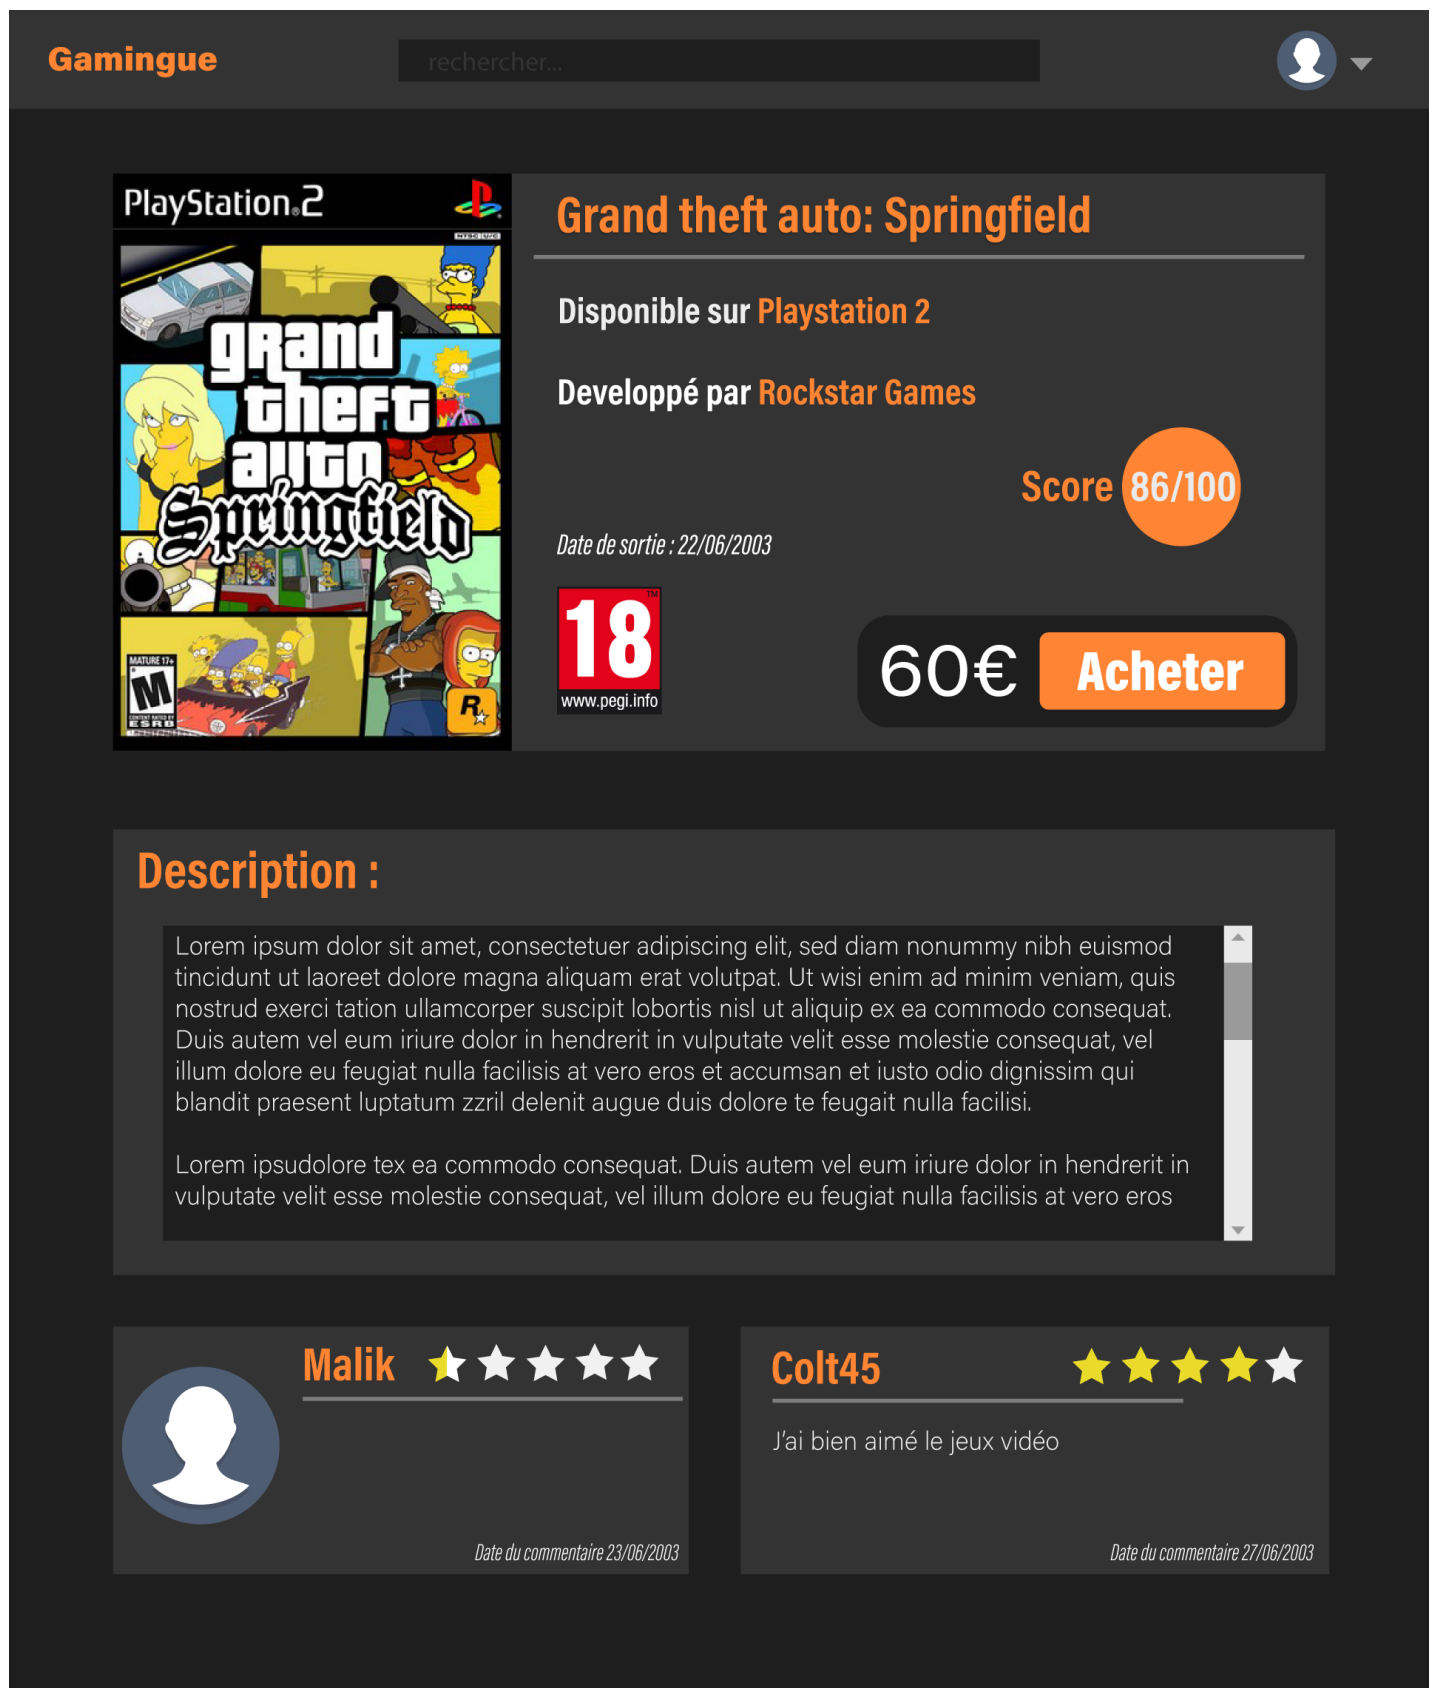 Gamingue
rechercher...
PlayStation®2
NTSC U/C
grand
theft
auto
Springfield
MATURE 17+
M
CONTENT RATED BY
ESRB
R
Grand theft auto: Springfield
Disponible sur Playstation 2
Developpé par Rockstar Games
Score 86/100
Date de sortie : 22/06/2003
18 ™
www.pegi.info
60€ Acheter
Description :
Lorem ipsum dolor sit amet, consectetuer adipiscing elit, sed diam nonummy nibh euismod
tincidunt ut laoreet dolore magna aliquam erat volutpat. Ut wisi enim ad minim veniam, quis
nostrud exerci tation ullamcorper suscipit lobortis nisl ut aliquip ex ea commodo consequat.
Duis autem vel eum iriure dolor in hendrerit in vulputate velit esse molestie consequat, vel
illum dolore eu feugiat nulla facilisis at vero eros et accumsan et iusto odio dignissim qui
blandit praesent luptatum zzril delenit augue duis dolore te feugait nulla facilisi.
Lorem ipsudolore tex ea commodo consequat. Duis autem vel eum iriure dolor in hendrerit in
vulputate velit esse molestie consequat, vel illum dolore eu feugiat nulla facilisis at vero eros
Malik
Date du commentaire 23/06/2003
Colt45
J'ai bien aimé le jeux vidéo
Date du commentaire 27/06/2003